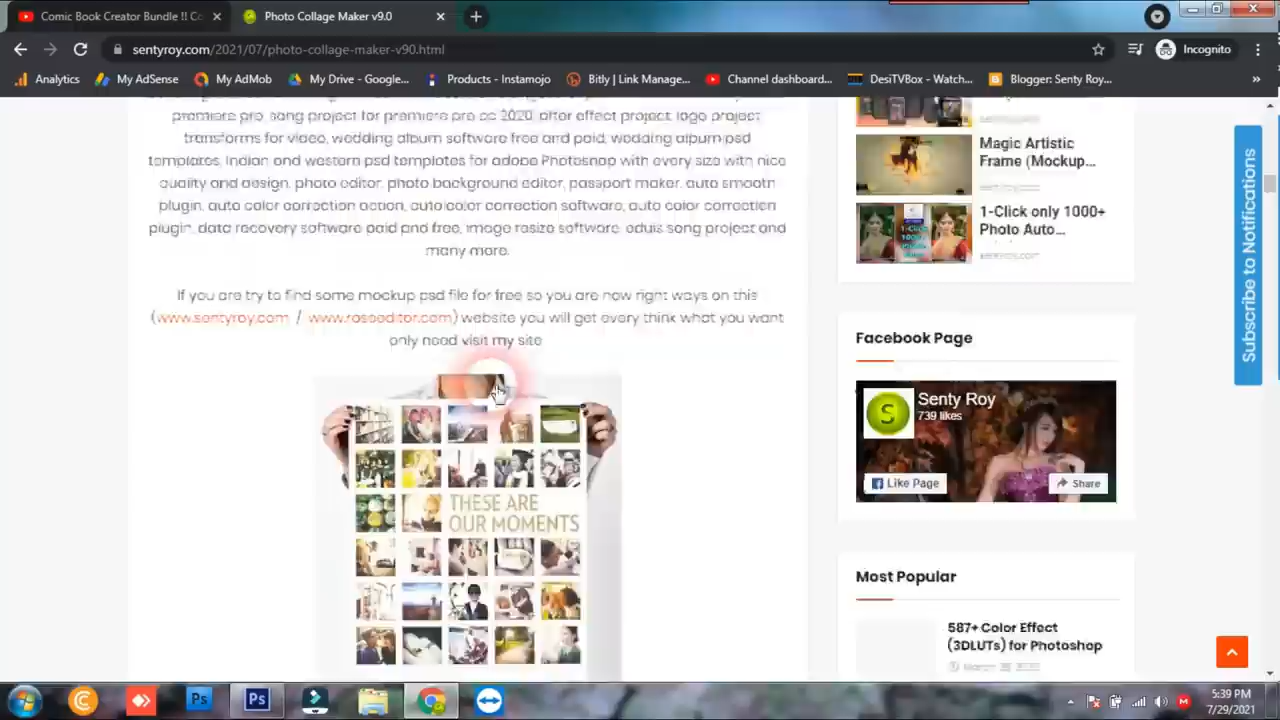 Comic Book Creator Bundle !! Co
Photo Collage Maker v9.0
sentyroy.com/2021/07/photo-collage-maker-v90.html
Incognito
Analytics
My AdSense
My AdMob
My Drive - Google...
Products - Instamojo
Bitly | Link Manage...
Channel dashboard...
DesiTVBox - Watch...
Blogger: Senty Roy...
»
project for premiere pro cc 2020, after effect project, logo project
transforms in video, wedding album software free and paid, wedding album psd
templates, Indian and western psd templates for adobe Photoshop with every size with nice
quality and design, photo editor, photo background editor, passport maker, auto smooth
plugin, auto color correction action, auto color correction software, auto color correction
plugin, data recovery software paid and free, image resize software, edius song project and
many more.
If you are try to find some mockup psd file for free so you are now right ways on this
(www.sentyroy.com / www.rosoeditor.com) website you will get every think what you want
only need visit my site
THESE ARE
OUR MOMENTS
Magic Artistic
Frame (Mockup...
1-Click only 1000+
Photo Auto...
1-Click
1000+
Subscribe to Notifications
Facebook Page
S
Senty Roy
739 likes
Like Page
Share
Most Popular
587+ Color Effect
(3DLUTs) for Photoshop
Ps
Ps
5:39 PM
7/29/2021